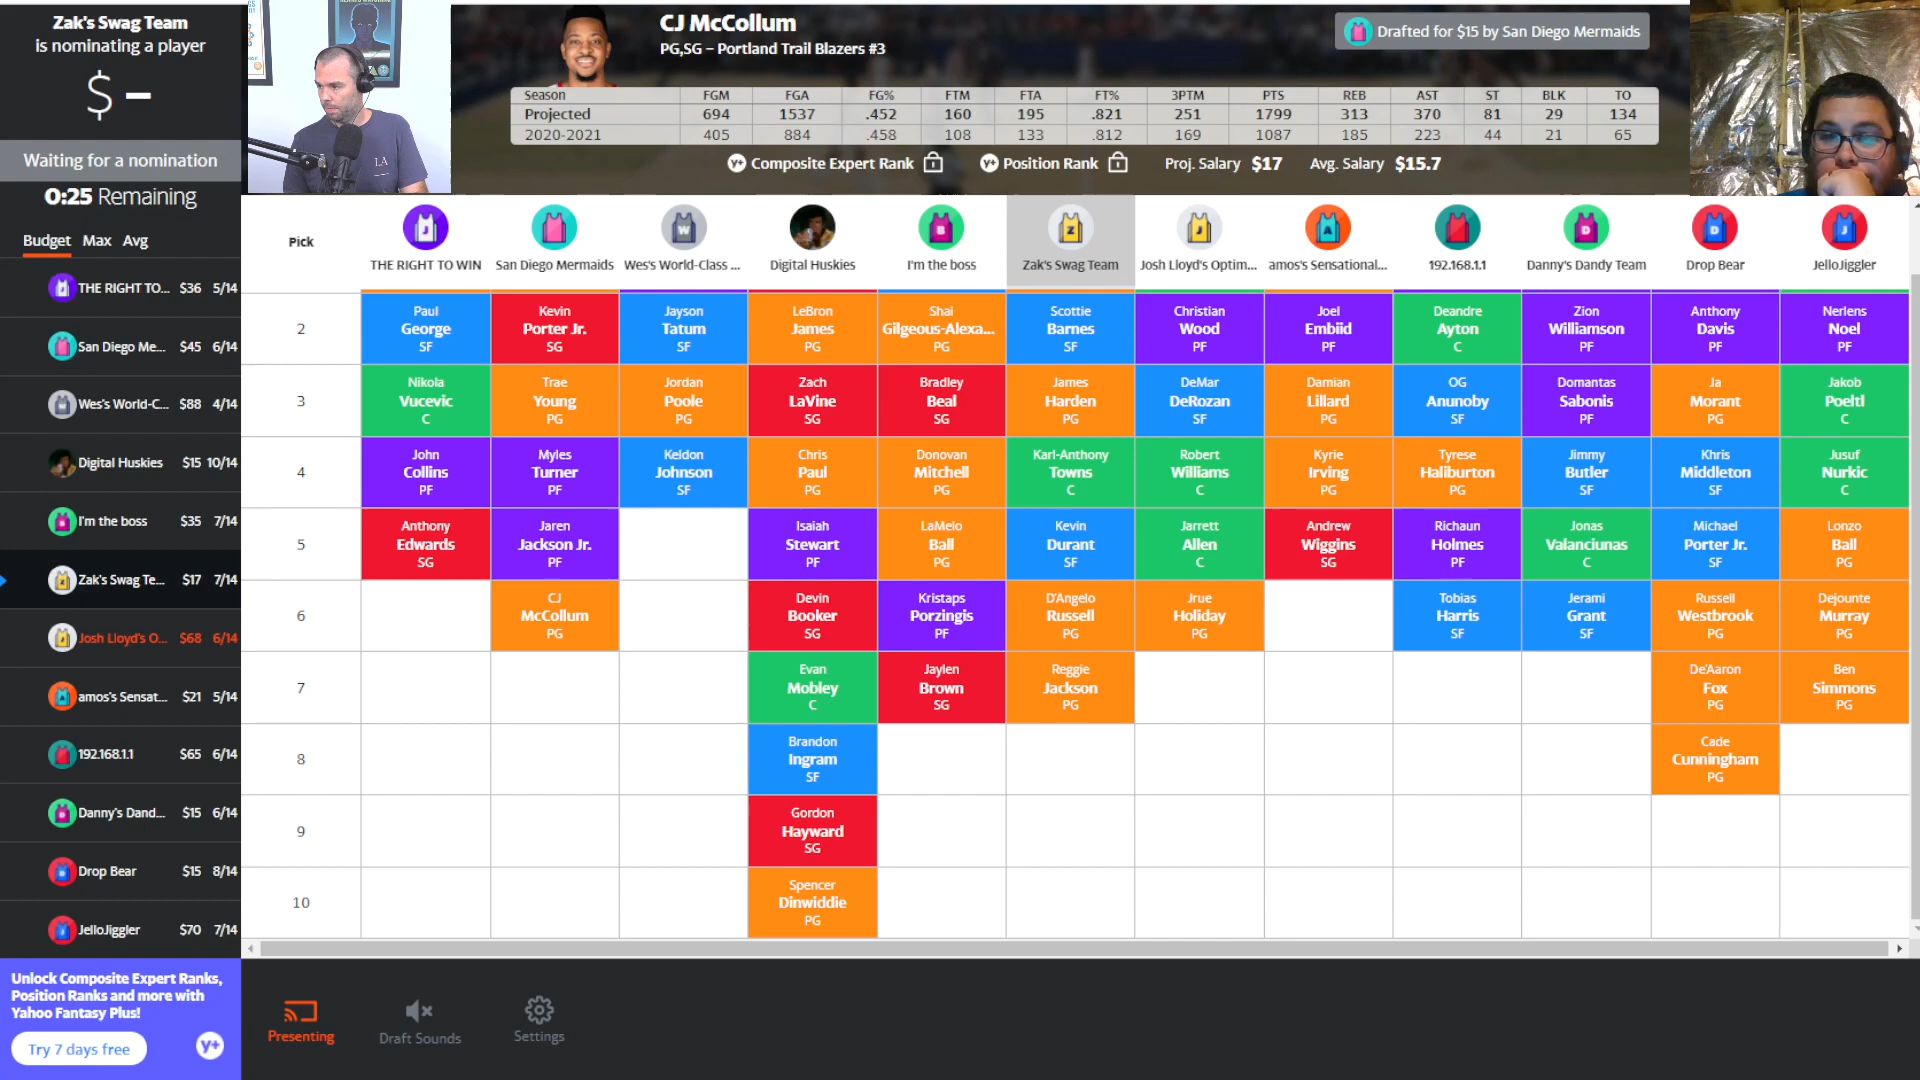 Zak's Swag Team
is nominating a player
$ –
Waiting for a nomination
0:25 Remaining
Budget Max Avg
THE RIGHT TO... $36 5/14
San Diego Me... $45 6/14
Wes's World-C... $88 4/14
Digital Huskies $15 10/14
I'm the boss $35 7/14
Zak's Swag Te... $17 7/14
Josh Lloyd's O... $68 6/14
amos's Sensat... $21 5/14
192.168.1.1 $65 6/14
Danny's Dand... $15 6/14
Drop Bear $15 8/14
JelloJiggler $70 7/14
Unlock Composite Expert Ranks,
Position Ranks and more with
Yahoo Fantasy Plus!
Try 7 days free
y+
LA
CJ McCollum
PG,SG – Portland Trail Blazers #3
Drafted for $15 by San Diego Mermaids
Season FGM FGA FG% FTM FTA FT% 3PTM PTS REB AST ST BLK TO
Projected 694 1537 .452 160 195 .821 251 1799 313 370 81 29 134
2020-2021 405 884 .458 108 133 .812 169 1087 185 223 44 21 65
Y+ Composite Expert Rank Y+ Position Rank Proj. Salary $17 Avg. Salary $15.7
J W B Z J A D D J
Pick THE RIGHT TO WIN San Diego Mermaids Wes's World-Class ... Digital Huskies I'm the boss Zak's Swag Team Josh Lloyd's Optim... amos's Sensational... 192.168.1.1 Danny's Dandy Team Drop Bear JelloJiggler
Paul Kevin Jayson LeBron Shai Scottie Christian Joel Deandre Zion Anthony Nerlens
2 George Porter Jr. Tatum James Gilgeous-Alexa... Barnes Wood Embiid Ayton Williamson Davis Noel
SF SG SF PG PG SF PF PF C PF PF PF
Nikola Trae Jordan Zach Bradley James DeMar Damian OG Domantas Ja Jakob
3 Vucevic Young Poole LaVine Beal Harden DeRozan Lillard Anunoby Sabonis Morant Poeltl
C PG PG SG SG PG SF PG SF PF PG C
John Myles Keldon Chris Donovan Karl-Anthony Robert Kyrie Tyrese Jimmy Khris Jusuf
4 Collins Turner Johnson Paul Mitchell Towns Williams Irving Haliburton Butler Middleton Nurkic
PF PF SF PG PG C C PG PG SF SF C
Anthony Jaren Isaiah LaMelo Kevin Jarrett Andrew Richaun Jonas Michael Lonzo
5 Edwards Jackson Jr. Stewart Ball Durant Allen Wiggins Holmes Valanciunas Porter Jr. Ball
SG PF PF PG SF C SG PF C SF PG
CJ Devin Kristaps D'Angelo Jrue Tobias Jerami Russell Dejounte
6 McCollum Booker Porzingis Russell Holiday Harris Grant Westbrook Murray
PG SG PF PG PG SF SF PG PG
Evan Jaylen Reggie De'Aaron Ben
7 Mobley Brown Jackson Fox Simmons
C SG PG PG PG
Brandon Cade
8 Ingram Cunningham
SF PG
Gordon
9 Hayward
SG
Spencer
10 Dinwiddie
PG
Presenting Draft Sounds Settings